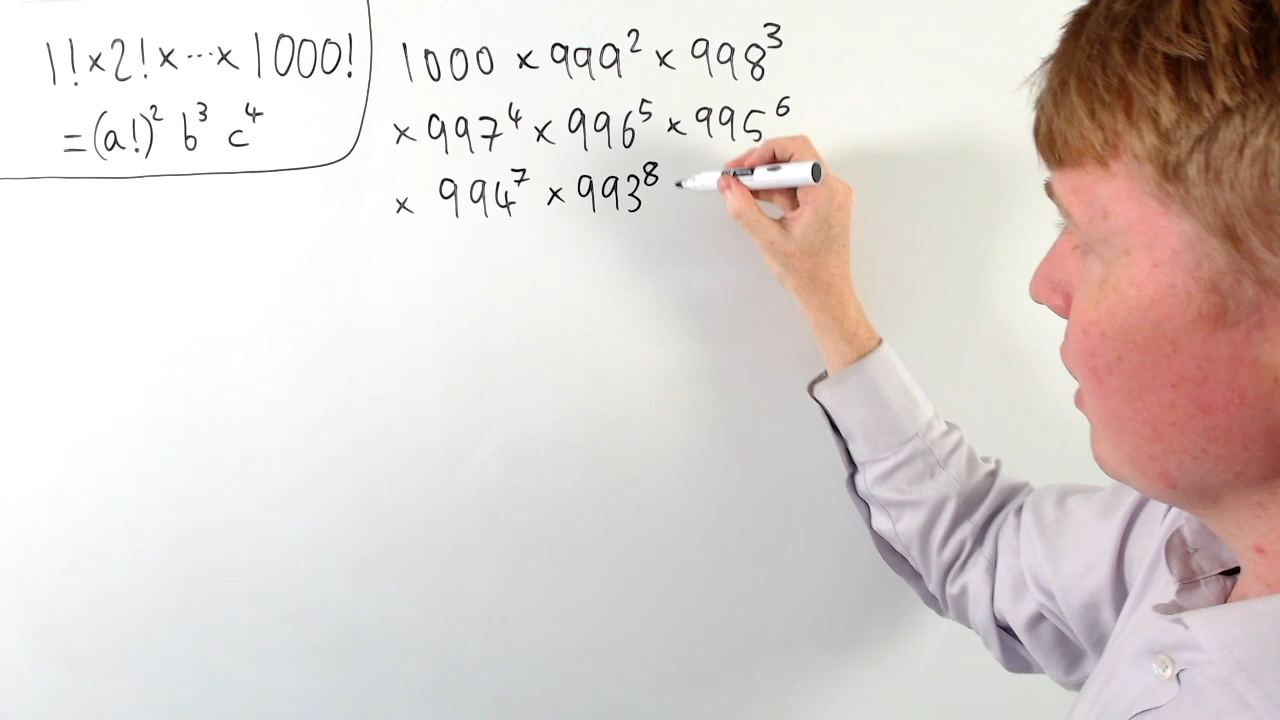 1! × 2! × ··· × 1000!
= (a!)² b³ c⁴
1000 × 999² × 998³
× 997⁴ × 996⁵ × 995⁶
× 994⁷ × 993⁸